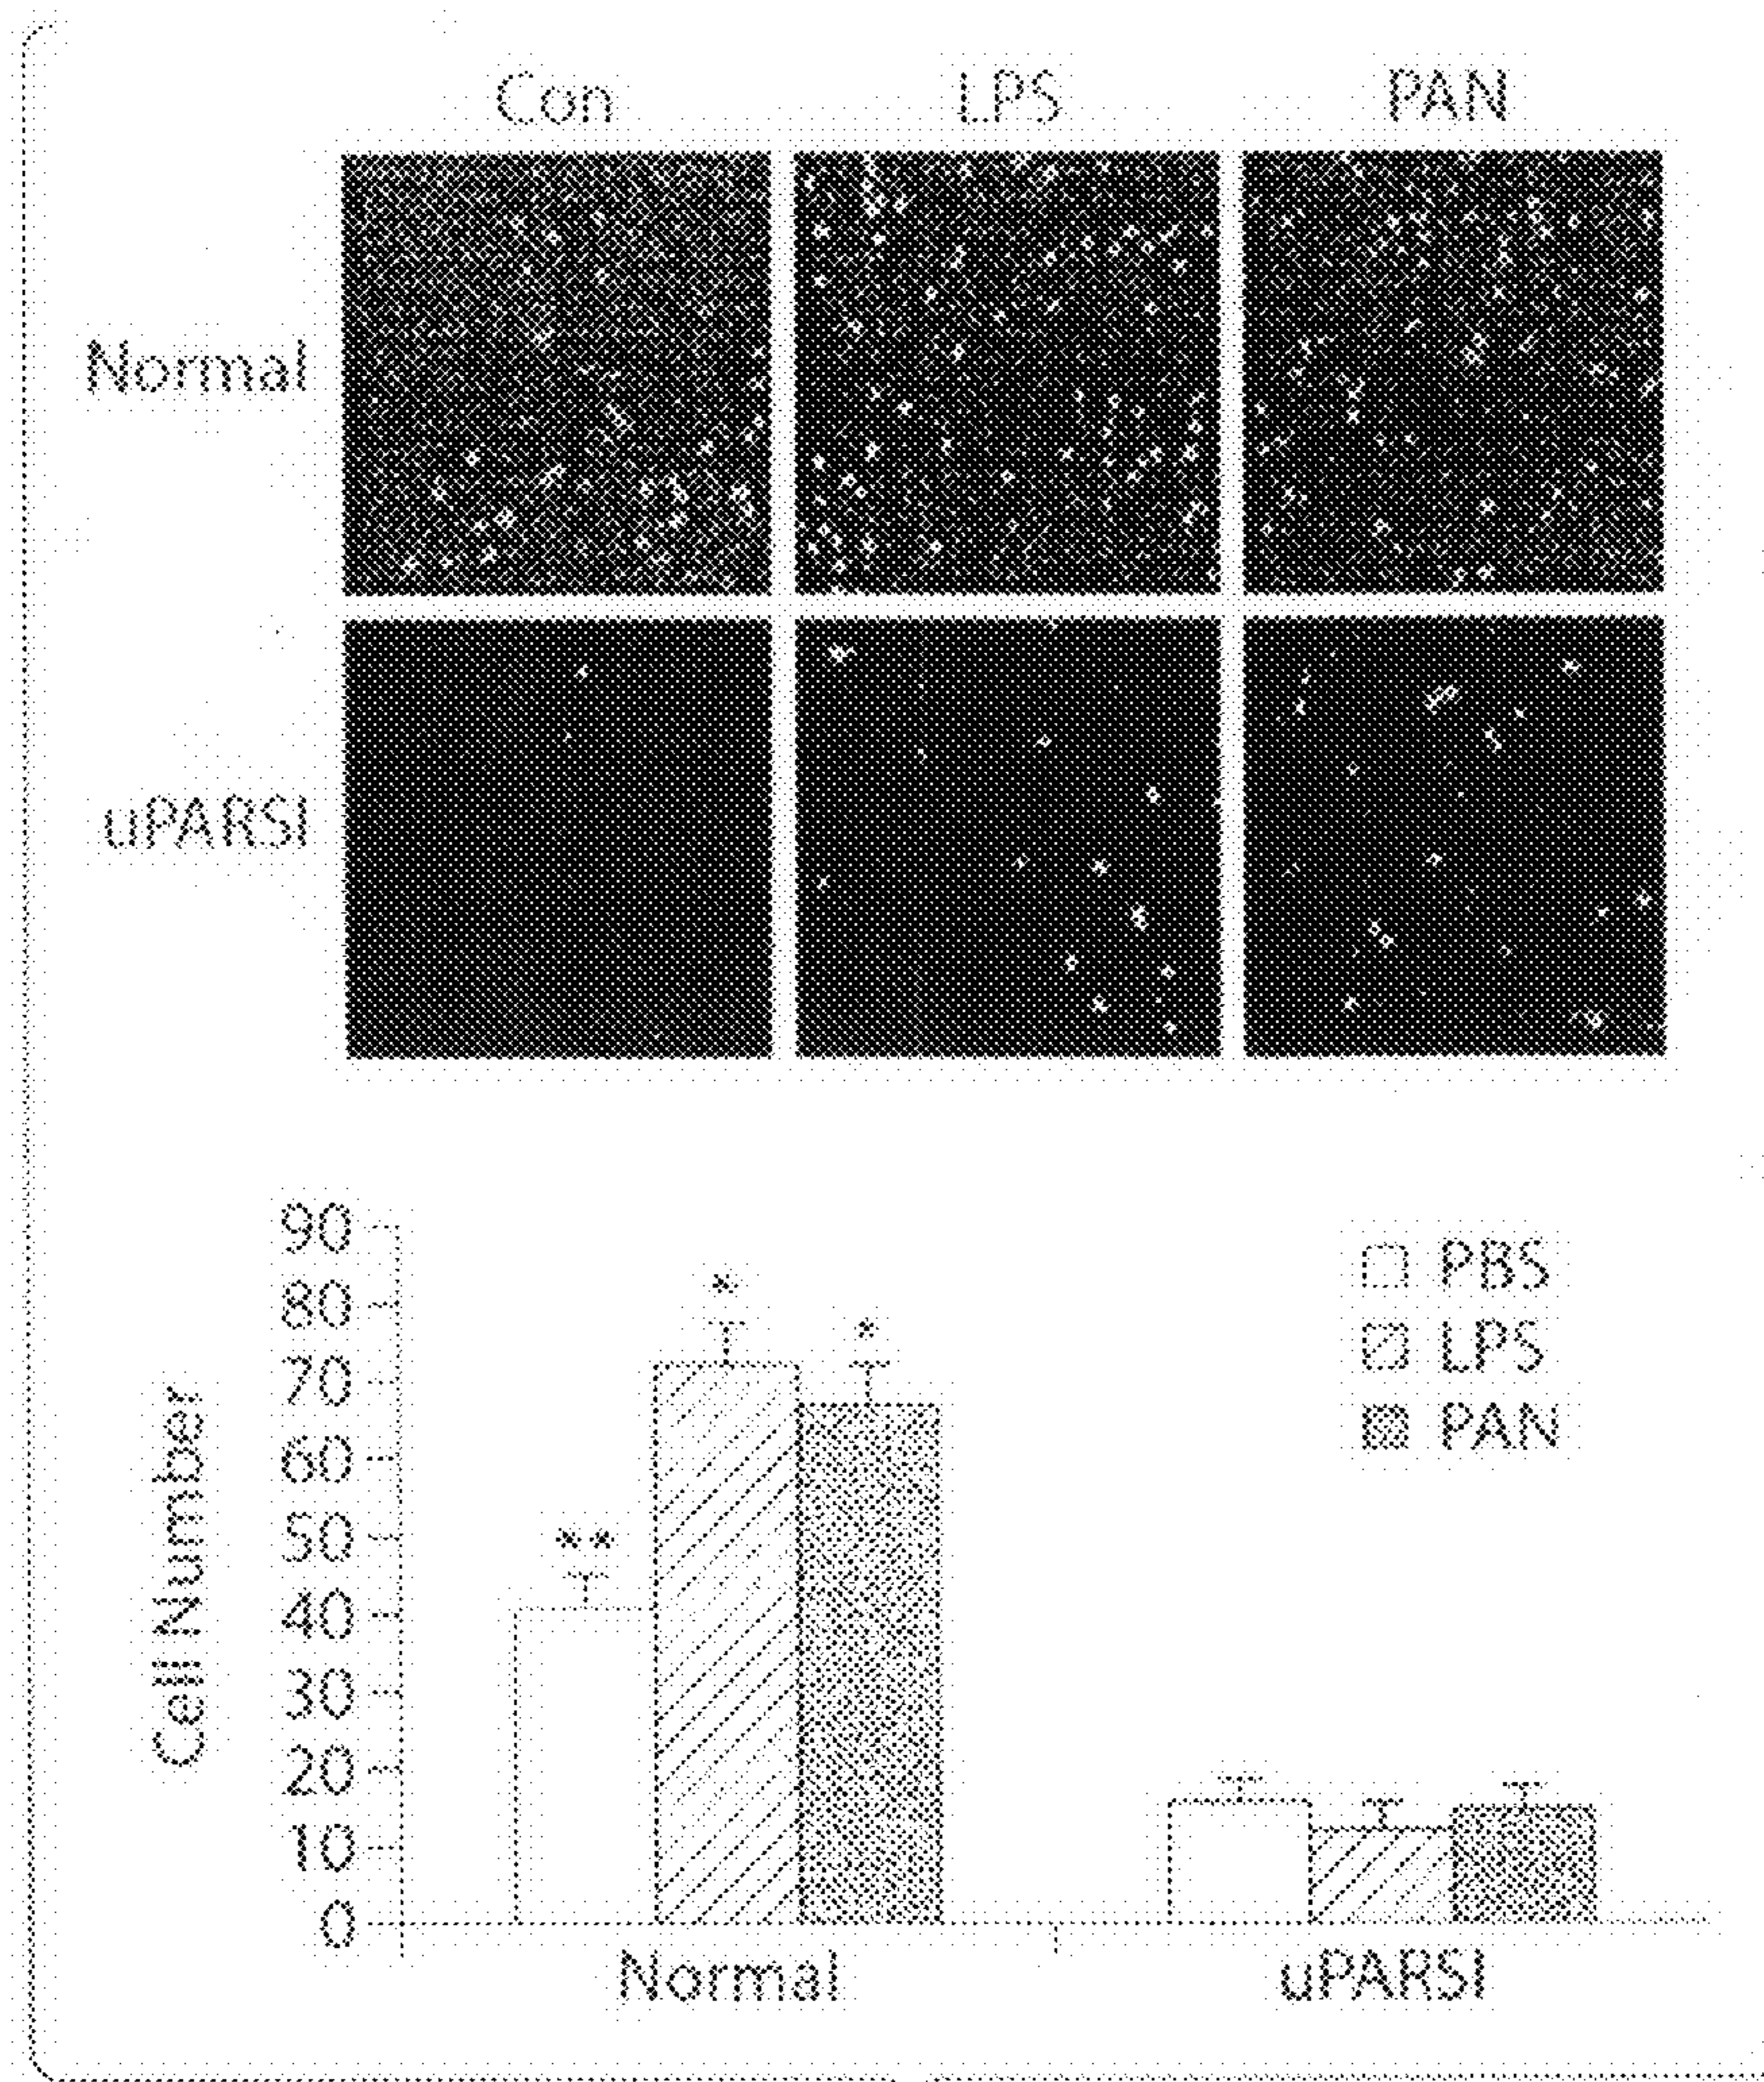 Con LPS PAN
Normal
uPARSI
90
80
70
60
50
40
30
20
10
0
Cell Number
*
*
**
PBS
LPS
PAN
Normal uPARSI